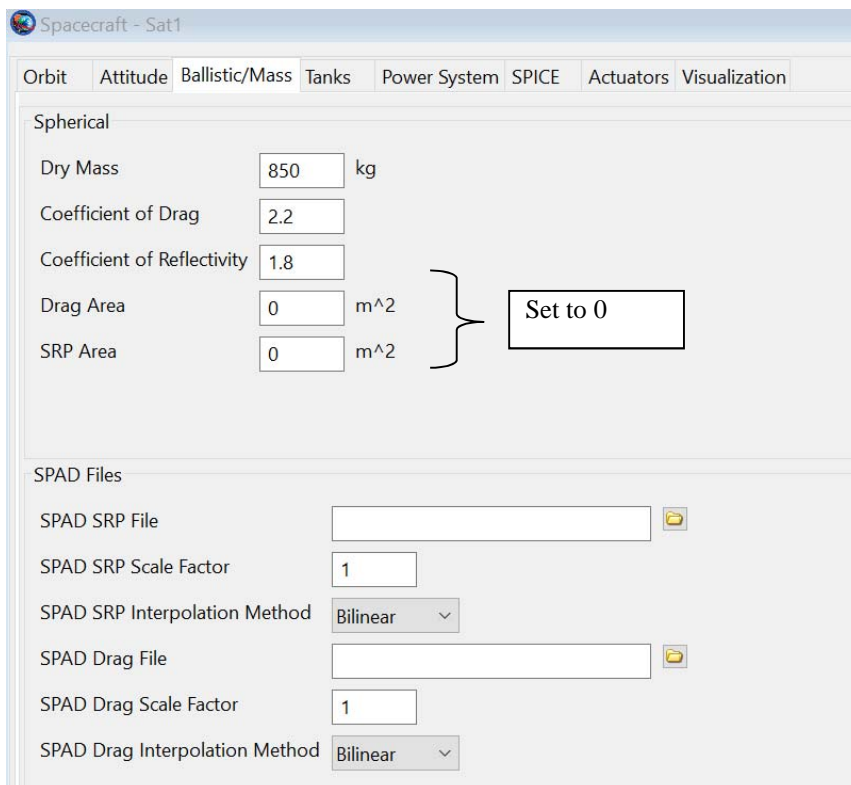 Spacecraft - Sat1
Orbit Attitude Ballistic/Mass Tanks Power System SPICE Actuators Visualization
Spherical
Dry Mass 850 kg
Coefficient of Drag 2.2
Coefficient of Reflectivity 1.8
Drag Area 0 m^2
Set to 0
SRP Area 0 m^2
SPAD Files
SPAD SRP File
SPAD SRP Scale Factor 1
SPAD SRP Interpolation Method Bilinear
SPAD Drag File
SPAD Drag Scale Factor 1
SPAD Drag Interpolation Method Bilinear